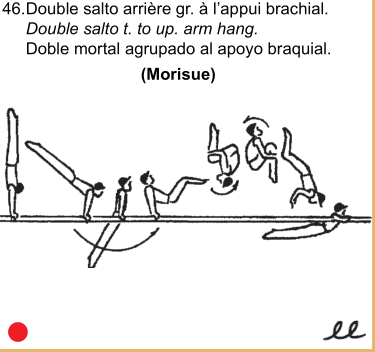 46.Double salto arrière gr. à l'appui brachial.
Double salto t. to up. arm hang.
Doble mortal agrupado al apoyo braquial.
(Morisue)